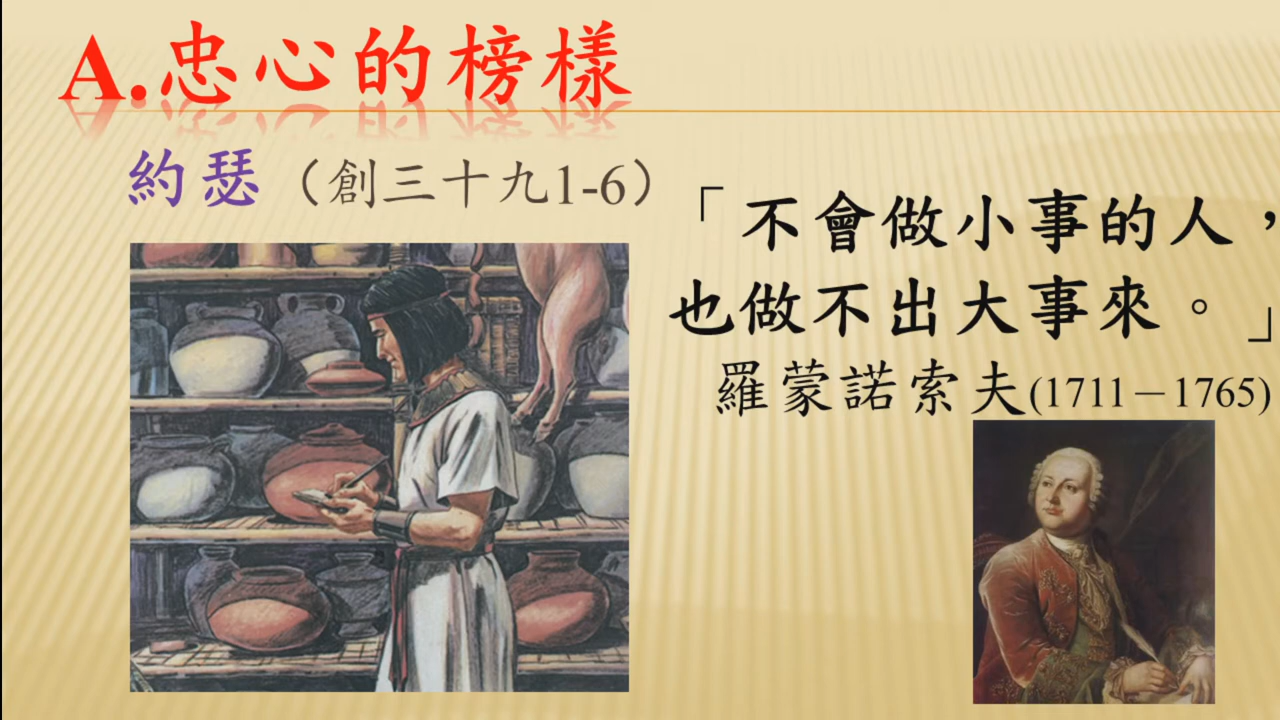 A.忠心的榜樣
約瑟（創三十九1-6）
「不會做小事的人，
也做不出大事來。」
羅蒙諾索夫(1711－1765)